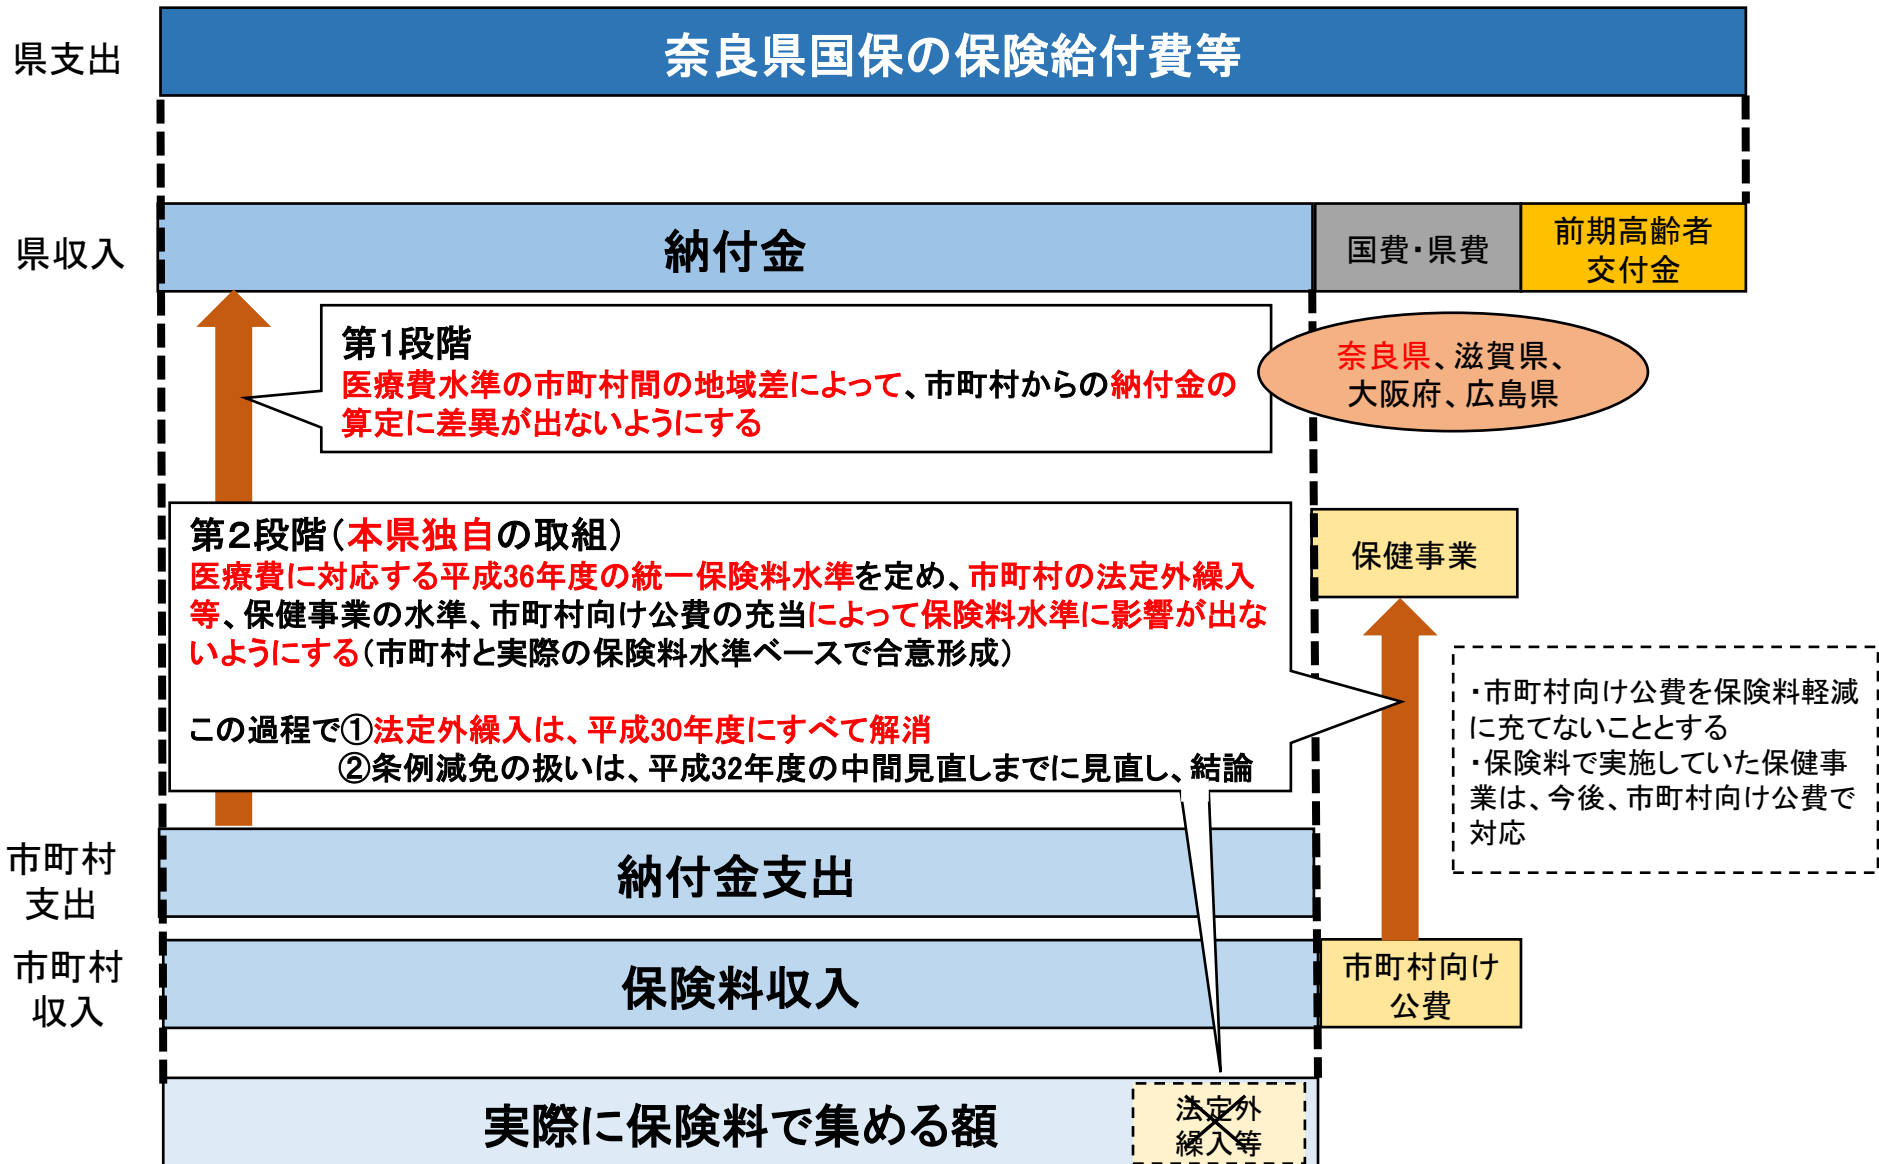 県支出
奈良県国保の保険給付費等
県収入
納付金
国費・県費
前期高齢者
交付金
第1段階
医療費水準の市町村間の地域差によって、市町村からの納付金の
算定に差異が出ないようにする
奈良県、滋賀県、
大阪府、広島県
第2段階（本県独自の取組）
医療費に対応する平成36年度の統一保険料水準を定め、市町村の法定外繰入
等、保健事業の水準、市町村向け公費の充当によって保険料水準に影響が出な
いようにする（市町村と実際の保険料水準ベースで合意形成）
この過程で①法定外繰入は、平成30年度にすべて解消
②条例減免の扱いは、平成32年度の中間見直しまでに見直し、結論
保健事業
・市町村向け公費を保険料軽減
に充てないこととする
・保険料で実施していた保健事
業は、今後、市町村向け公費で
対応
市町村
支出
納付金支出
市町村
収入
保険料収入
市町村向け
公費
実際に保険料で集める額
法定外
繰入等